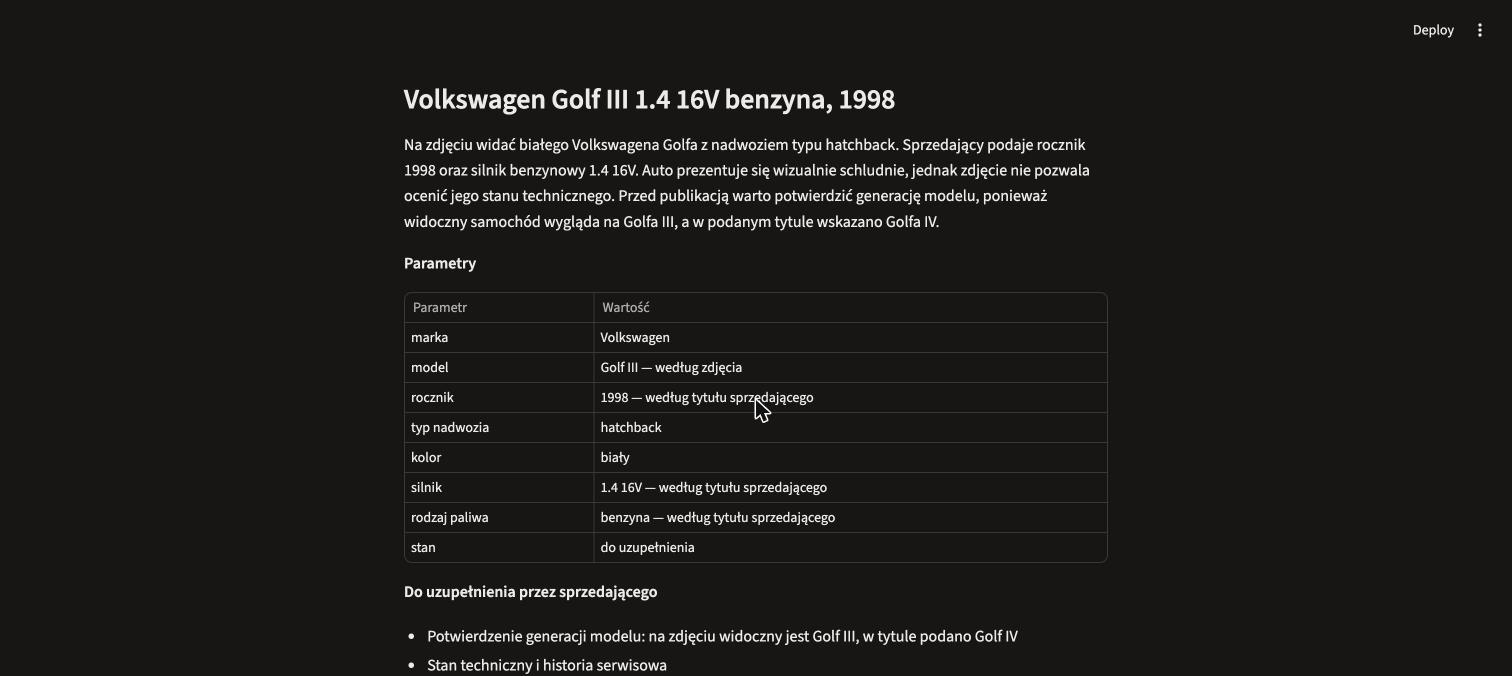 Deploy
Volkswagen Golf III 1.4 16V benzyna, 1998
Na zdjęciu widać białego Volkswagena Golfa z nadwoziem typu hatchback. Sprzedający podaje rocznik
1998 oraz silnik benzynowy 1.4 16V. Auto prezentuje się wizualnie schludnie, jednak zdjęcie nie pozwala
ocenić jego stanu technicznego. Przed publikacją warto potwierdzić generację modelu, ponieważ
widoczny samochód wygląda na Golfa III, a w podanym tytule wskazano Golfa IV.
Parametry
Parametr Wartość
marka Volkswagen
model Golf III — według zdjęcia
rocznik 1998 — według tytułu sprzedającego
typ nadwozia hatchback
kolor biały
silnik 1.4 16V — według tytułu sprzedającego
rodzaj paliwa benzyna — według tytułu sprzedającego
stan do uzupełnienia
Do uzupełnienia przez sprzedającego
• Potwierdzenie generacji modelu: na zdjęciu widoczny jest Golf III, w tytule podano Golf IV
• Stan techniczny i historia serwisowa